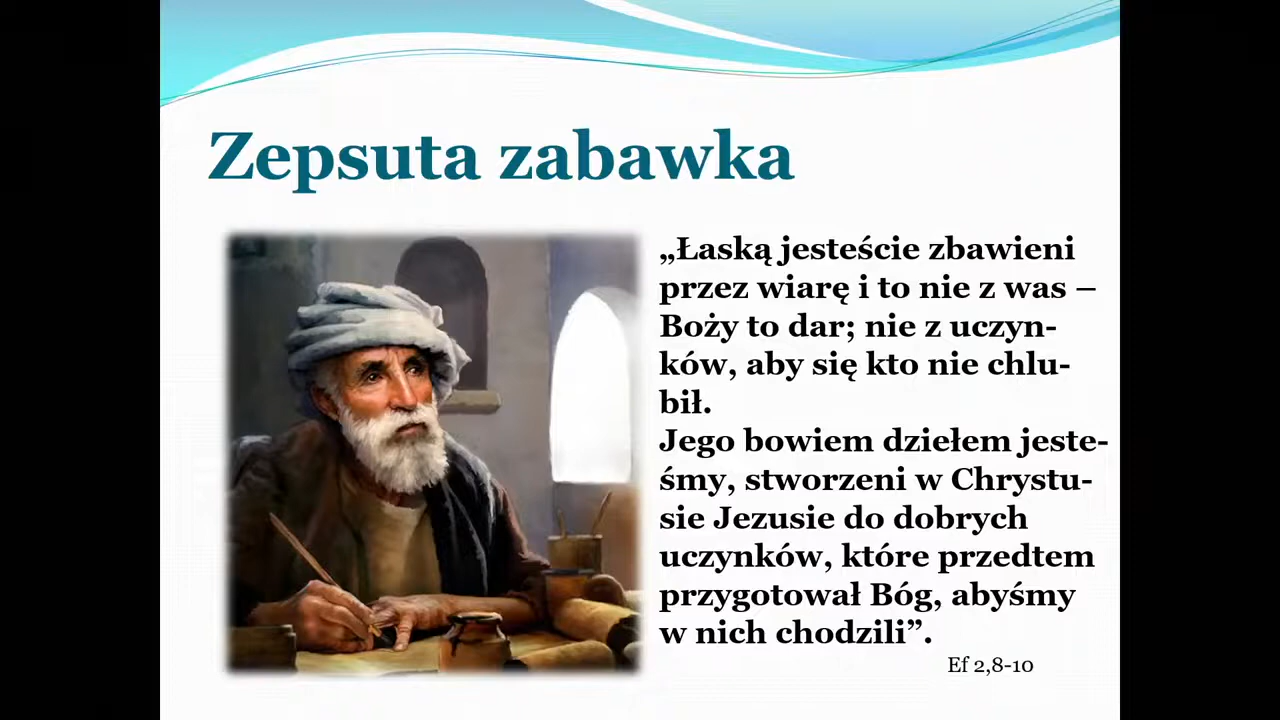 Zepsuta zabawka
„Łaską jesteście zbawieni
przez wiarę i to nie z was –
Boży to dar; nie z uczyn-
ków, aby się kto nie chlu-
bił.
Jego bowiem dziełem jeste-
śmy, stworzeni w Chrystu-
sie Jezusie do dobrych
uczynków, które przedtem
przygotował Bóg, abyśmy
w nich chodzili”.
Ef 2,8-10